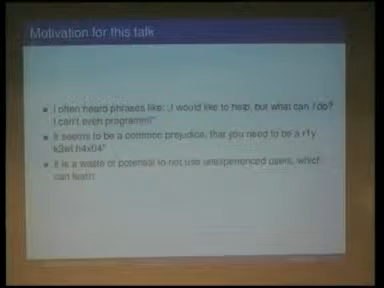 Motivation for this talk
I often heard phrases like: „I would like to help, but what can I do?
I can't even programm!"
It seems to be a common prejudice, that you need to be a r1y
k3wl h4x04"
It is a waste of potential to not use unexperienced users, which
can learn